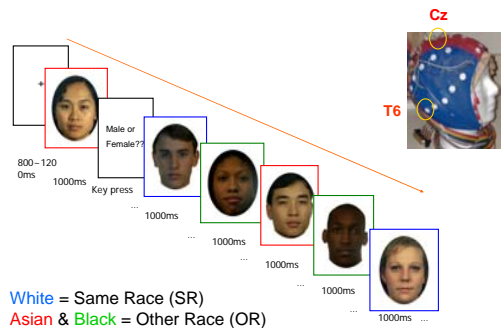 Cz
T6
+
Male or
Female??
800~120
0ms
1000ms
Key press
...
1000ms
...
1000ms
...
1000ms
...
1000ms
...
1000ms
...
White = Same Race (SR)
Asian & Black = Other Race (OR)